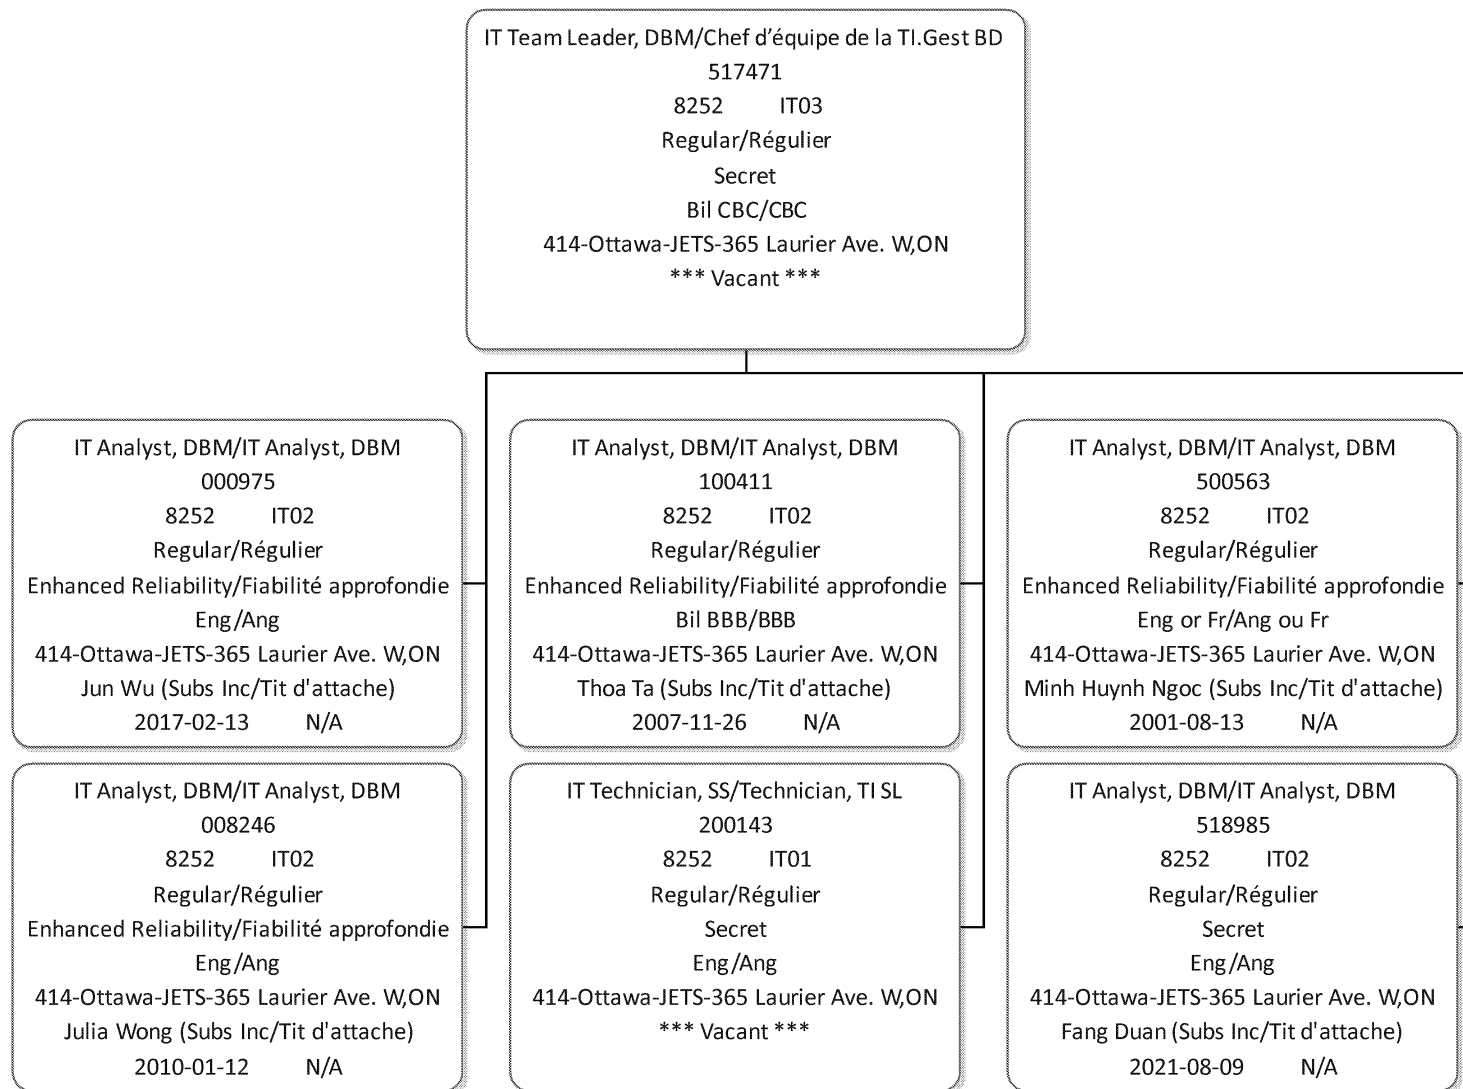 IT Team Leader, DBM/Chef d'équipe de la TI.Gest BD
517471
8252 IT03
Regular/Régulier
Secret
Bil CBC/CBC
414-Ottawa-JETS-365 Laurier Ave. W,ON
*** Vacant ***
IT Analyst, DBM/IT Analyst, DBM
000975
8252 IT02
Regular/Régulier
Enhanced Reliability/Fiabilité approfondie
Eng/Ang
414-Ottawa-JETS-365 Laurier Ave. W,ON
Jun Wu (Subs Inc/Tit d'attache)
2017-02-13 N/A
IT Analyst, DBM/IT Analyst, DBM
100411
8252 IT02
Regular/Régulier
Enhanced Reliability/Fiabilité approfondie
Bil BBB/BBB
414-Ottawa-JETS-365 Laurier Ave. W,ON
Thoa Ta (Subs Inc/Tit d'attache)
2007-11-26 N/A
IT Analyst, DBM/IT Analyst, DBM
500563
8252 IT02
Regular/Régulier
Enhanced Reliability/Fiabilité approfondie
Eng or Fr/Ang ou Fr
414-Ottawa-JETS-365 Laurier Ave. W,ON
Minh Huynh Ngoc (Subs Inc/Tit d'attache)
2001-08-13 N/A
IT Analyst, DBM/IT Analyst, DBM
008246
8252 IT02
Regular/Régulier
Enhanced Reliability/Fiabilité approfondie
Eng/Ang
414-Ottawa-JETS-365 Laurier Ave. W,ON
Julia Wong (Subs Inc/Tit d'attache)
2010-01-12 N/A
IT Technician, SS/Technician, TI SL
200143
8252 IT01
Regular/Régulier
Secret
Eng/Ang
414-Ottawa-JETS-365 Laurier Ave. W,ON
*** Vacant ***
IT Analyst, DBM/IT Analyst, DBM
518985
8252 IT02
Regular/Régulier
Secret
Eng/Ang
414-Ottawa-JETS-365 Laurier Ave. W,ON
Fang Duan (Subs Inc/Tit d'attache)
2021-08-09 N/A